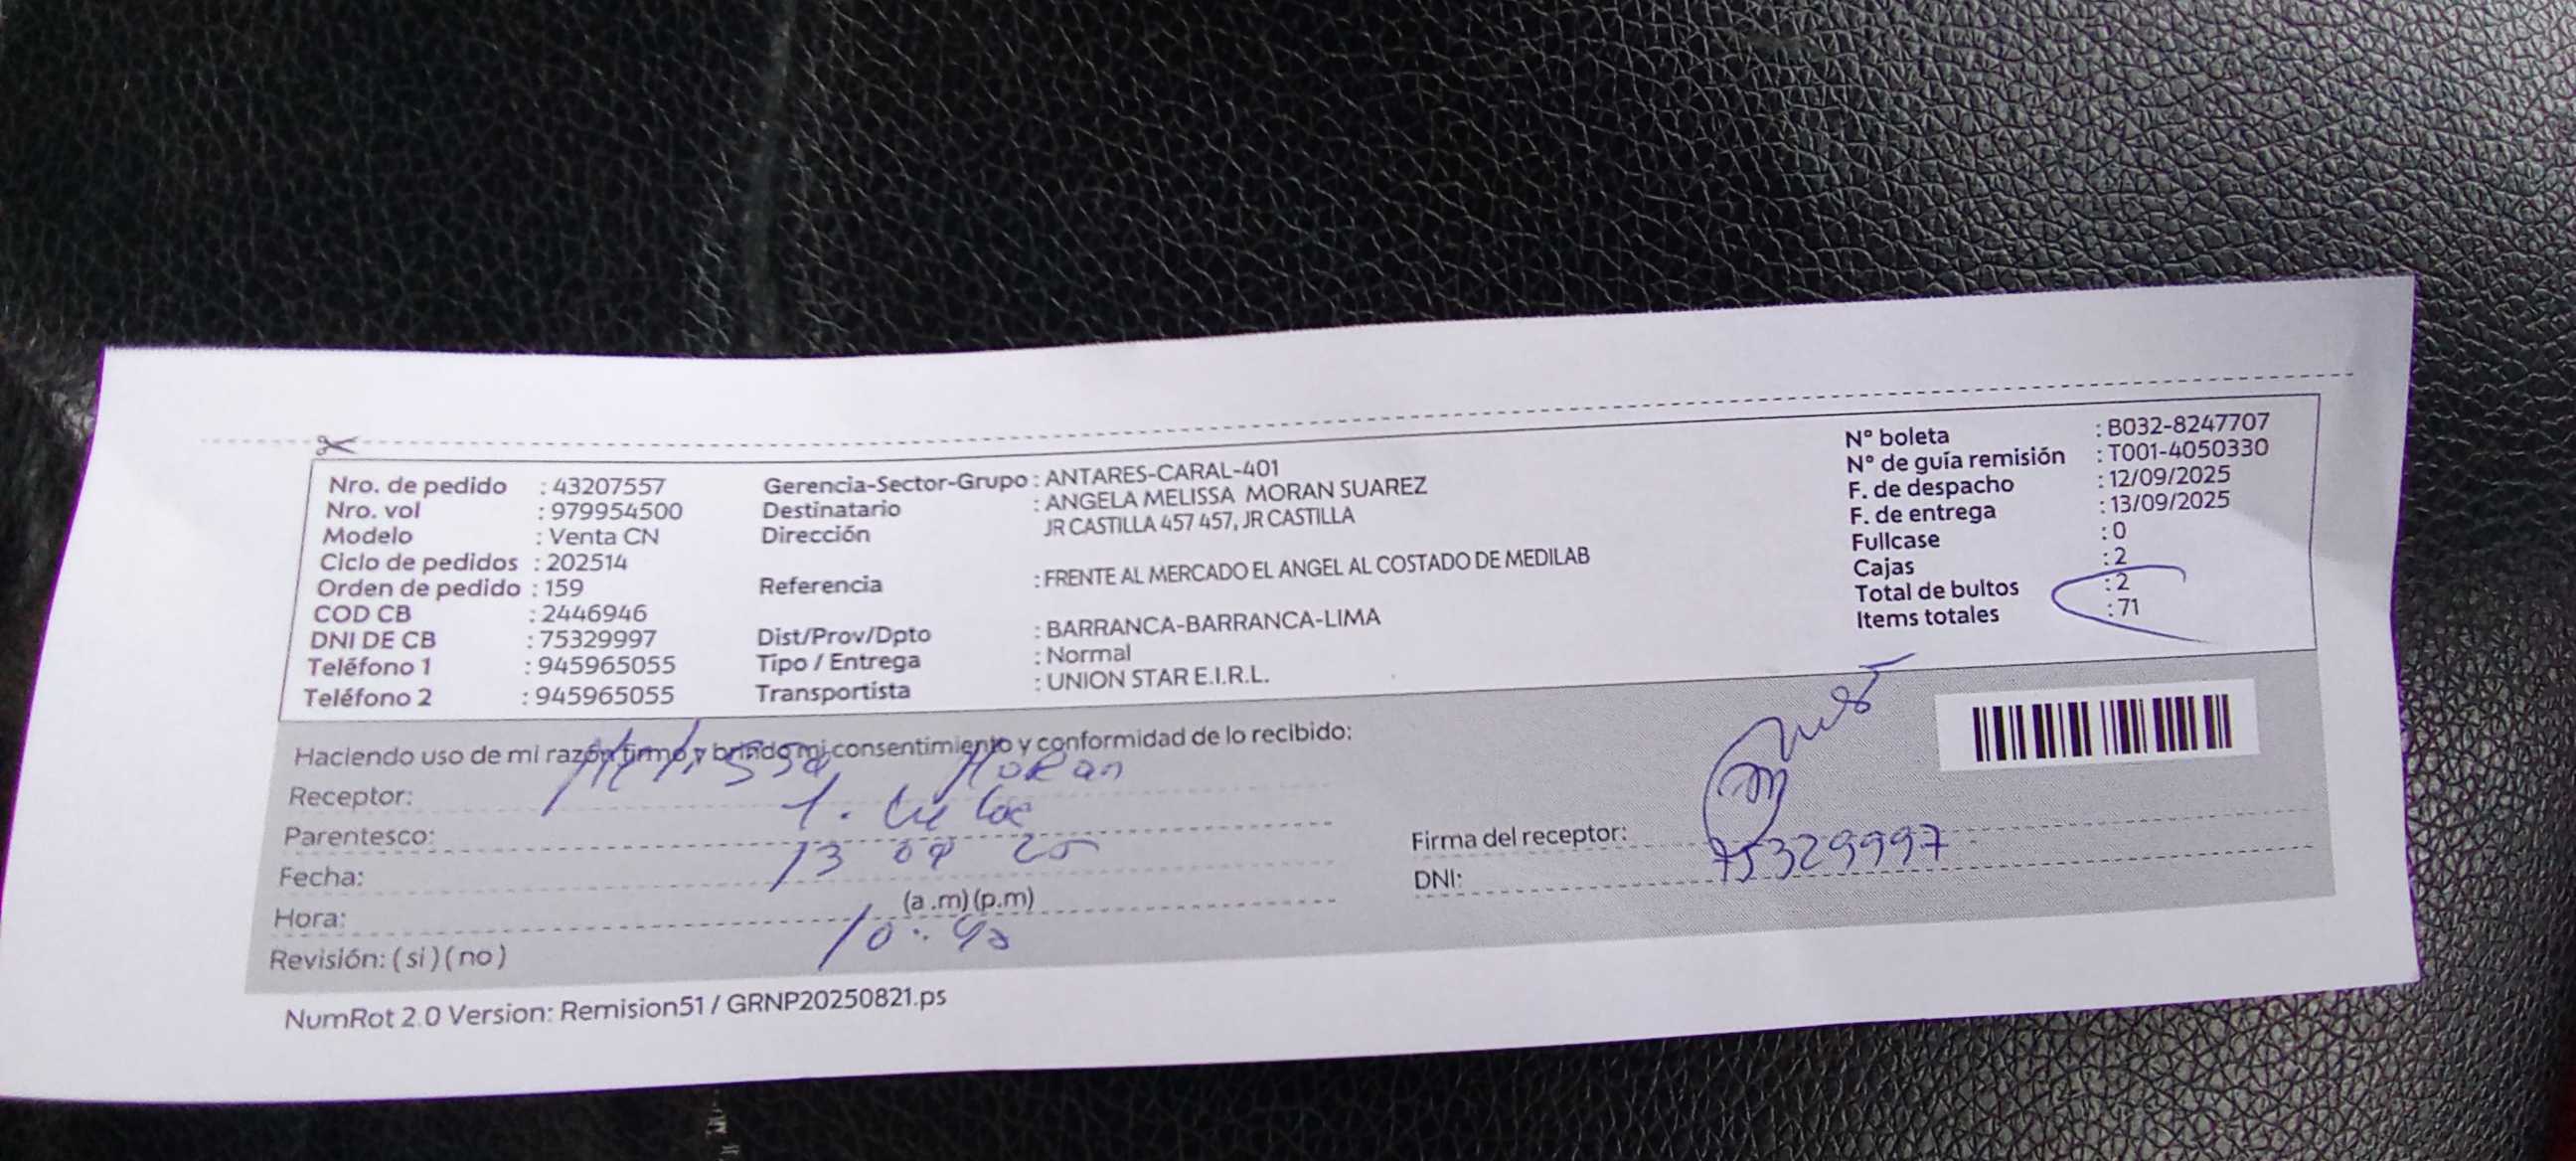 Nro. de pedido : 43207557
Nro. vol : 979954500
Modelo : Venta CN
Ciclo de pedidos : 202514
Orden de pedido : 159
COD CB : 2446946
DNI DE CB : 75329997
Teléfono 1 : 945965055
Teléfono 2 : 945965055
Gerencia-Sector-Grupo : ANTARES-CARAL-401
Destinatario : ANGELA MELISSA MORAN SUAREZ
Dirección JR CASTILLA 457 457, JR CASTILLA
Referencia : FRENTE AL MERCADO EL ANGEL AL COSTADO DE MEDILAB
Dist/Prov/Dpto : BARRANCA-BARRANCA-LIMA
Tipo / Entrega : Normal
Transportista : UNION STAR E.I.R.L.
N° boleta : B032-8247707
N° de guía remisión : T001-4050330
F. de despacho : 12/09/2025
F. de entrega : 13/09/2025
Fullcase : 0
Cajas : 2
Total de bultos : 2
Items totales : 71
Haciendo uso de mi razón firmo y brindo mi consentimiento y conformidad de lo recibido:
Receptor: Melissa Moran
Parentesco:
Fecha: 13 09 25
Hora: (a .m) (p.m)
10:
Revisión: ( si ) ( no )
Firma del receptor:
DNI: 75329997
NumRot 2.0 Version: Remision51 / GRNP20250821.ps